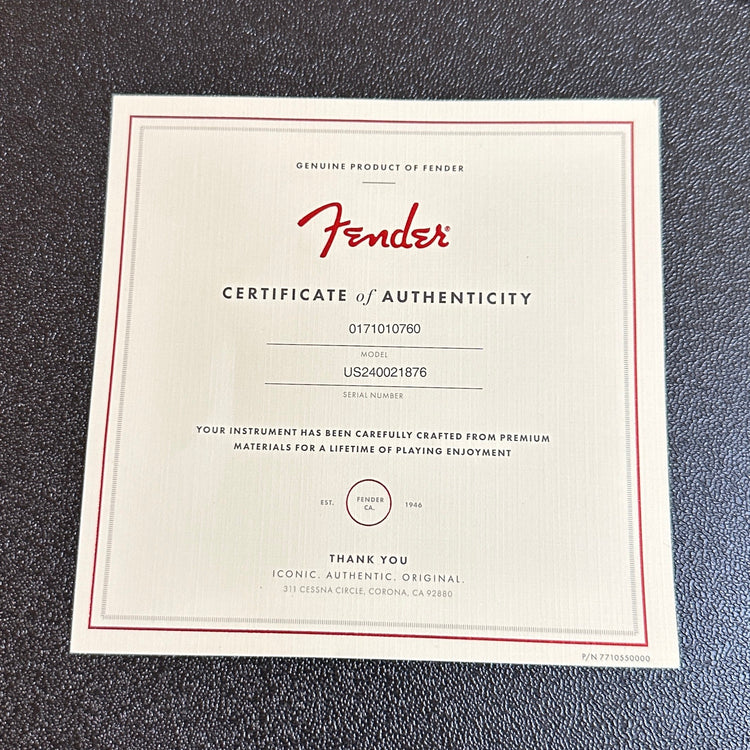 GENUINE PRODUCT OF FENDER
Fender®
CERTIFICATE of AUTHENTICITY
0171010760
MODEL
US240021876
SERIAL NUMBER
YOUR INSTRUMENT HAS BEEN CAREFULLY CRAFTED FROM PREMIUM
MATERIALS FOR A LIFETIME OF PLAYING ENJOYMENT
EST. FENDER CA. 1946
THANK YOU
ICONIC. AUTHENTIC. ORIGINAL.
311 CESSNA CIRCLE, CORONA, CA 92880
P/N 7710550000